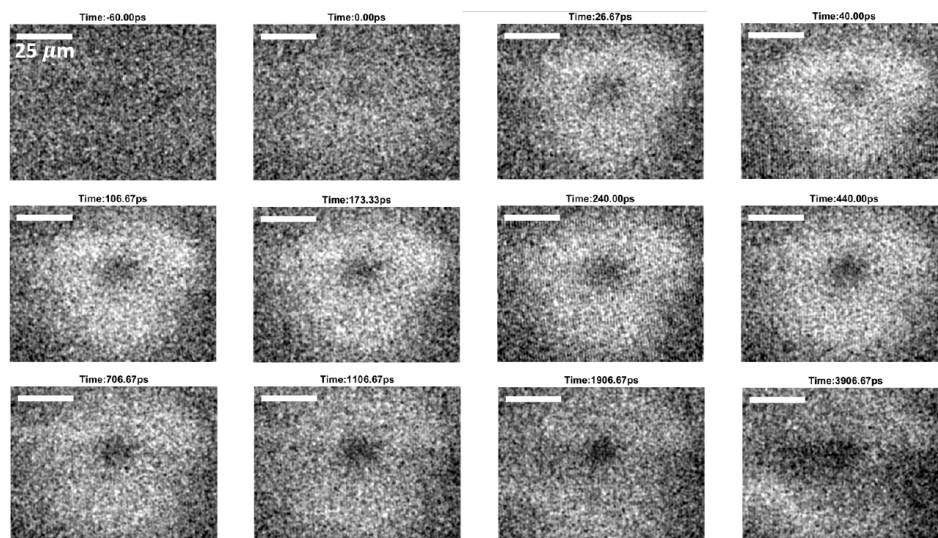 Time:-60.00ps
Time:0.00ps
Time:26.67ps
Time:40.00ps
25 μm
Time:106.67ps
Time:173.33ps
Time:240.00ps
Time:440.00ps
Time:706.67ps
Time:1106.67ps
Time:1906.67ps
Time:3906.67ps